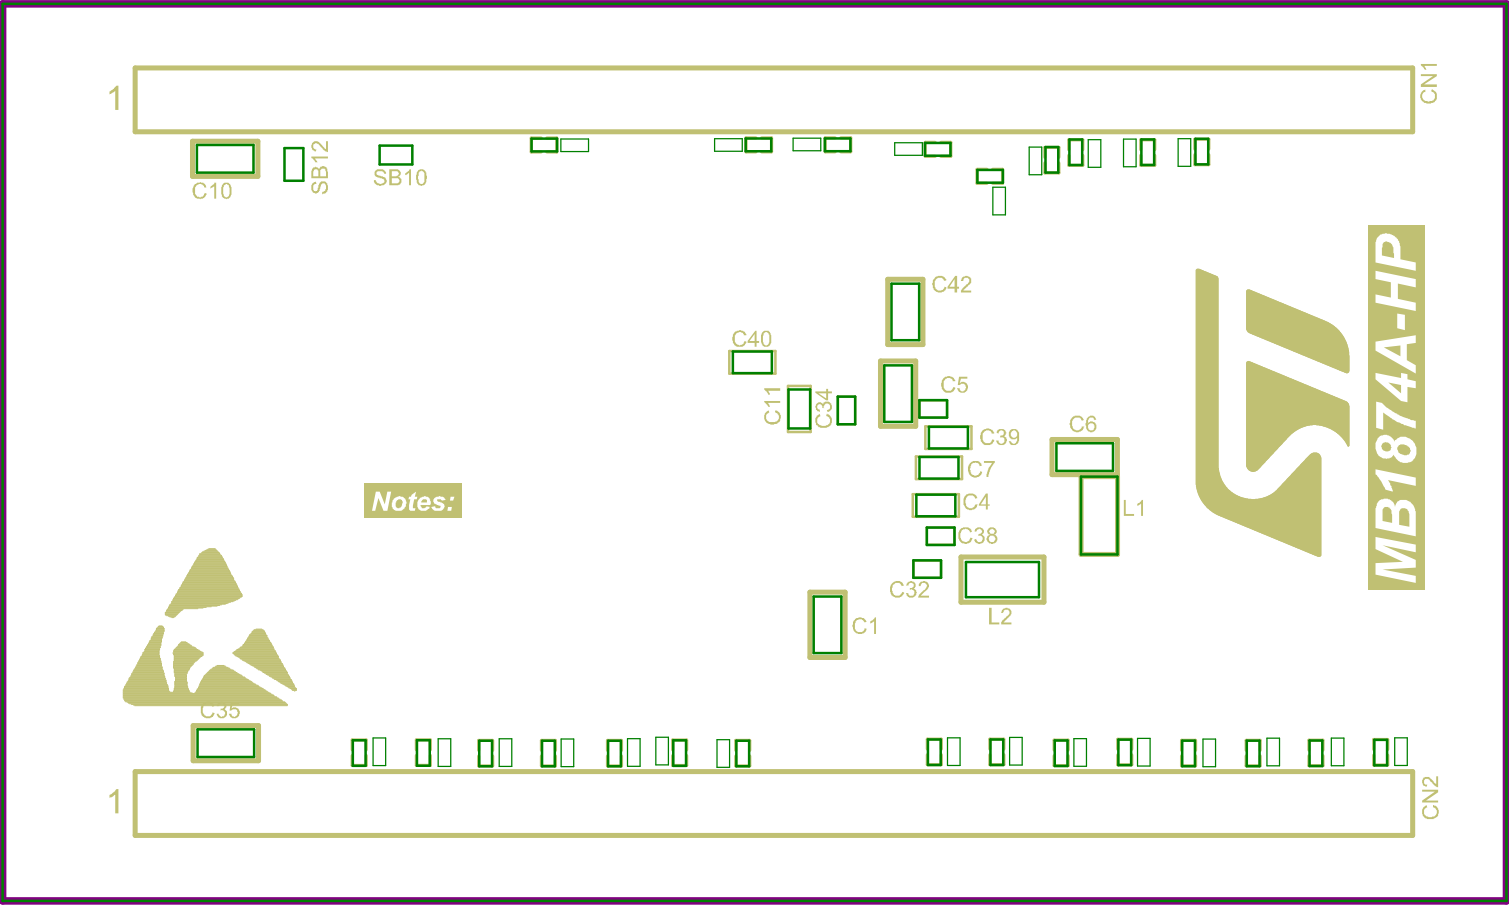 CN1
1
C10
SB12
SB10
C42
MB1874A-HP
C40
C11
C34
C5
C39
C6
C7
Notes:
C4
L1
C38
C32
L2
C1
C35
1
CN2